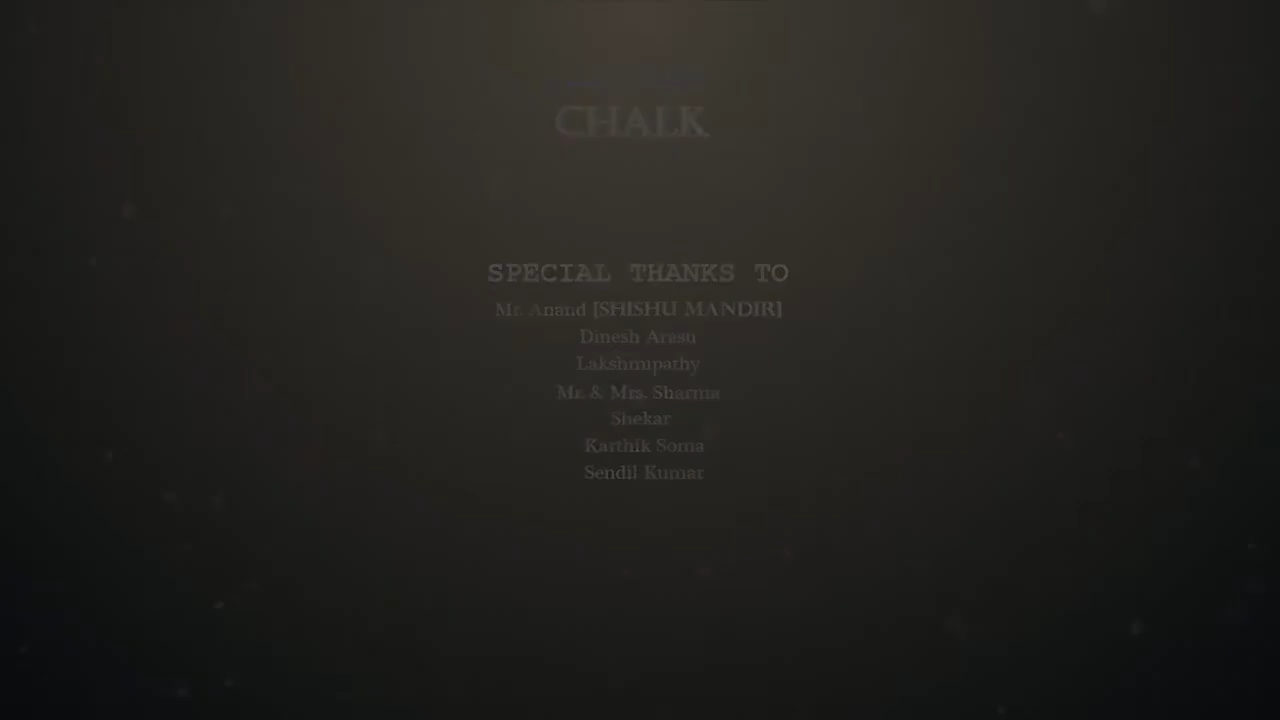 CHALK
SPECIAL THANKS TO
Mr. Anand [SHISHU MANDIR]
Dinesh Arasu
Lakshmipathy
Mr. & Mrs. Sharma
Shekar
Karthik Soma
Sendil Kumar